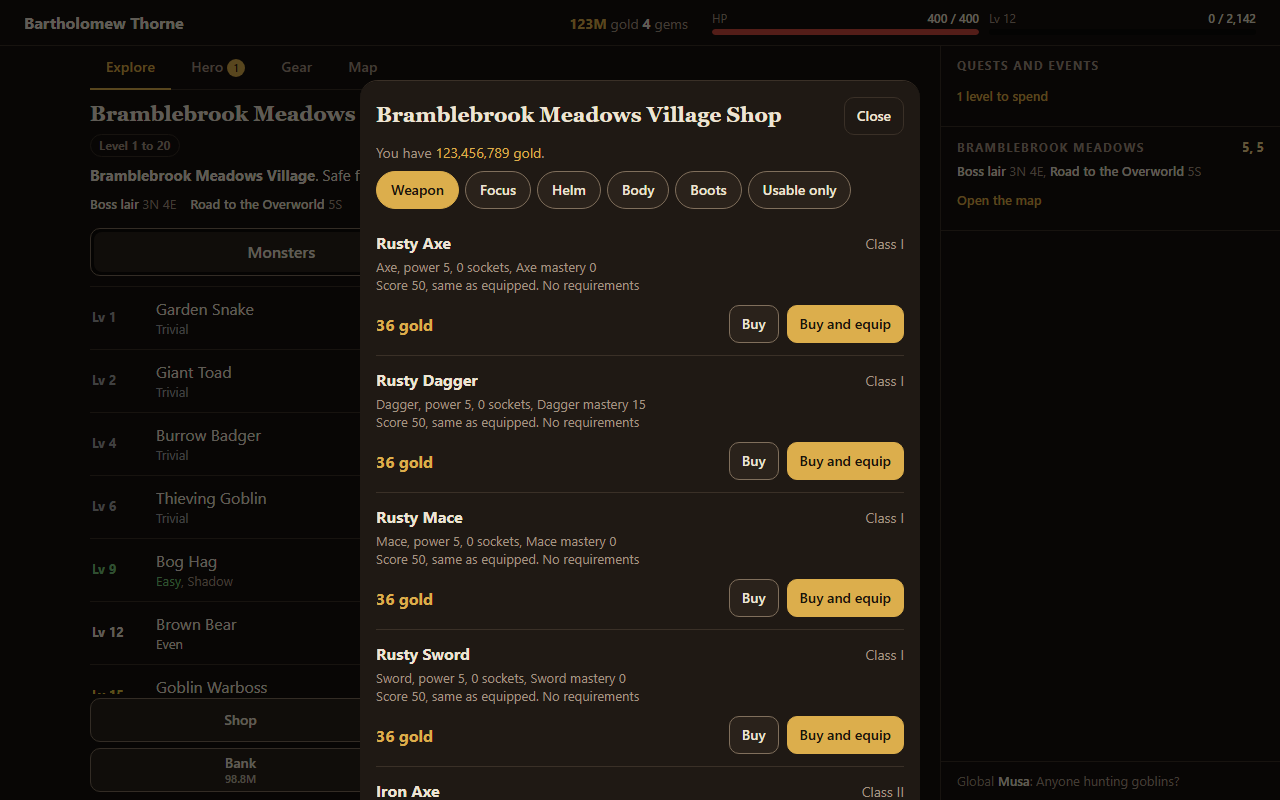 Bartholomew Thorne
123M gold 4 gems
HP 400 / 400
Lv 12 0 / 2,142
Explore
Hero 1
Gear
Map
Bramblebrook Meadows
Level 1 to 20
Bramblebrook Meadows Village. Safe f
Boss lair 3N 4E Road to the Overworld 5S
Monsters
Lv 1 Garden Snake
Trivial
Lv 2 Giant Toad
Trivial
Lv 4 Burrow Badger
Trivial
Lv 6 Thieving Goblin
Trivial
Lv 9 Bog Hag
Easy, Shadow
Lv 12 Brown Bear
Even
Lv 15 Goblin Warboss
Shop
Bank
98.8M
Bramblebrook Meadows Village Shop
Close
You have 123,456,789 gold.
Weapon
Focus
Helm
Body
Boots
Usable only
Rusty Axe Class I
Axe, power 5, 0 sockets, Axe mastery 0
Score 50, same as equipped. No requirements
36 gold Buy Buy and equip
Rusty Dagger Class I
Dagger, power 5, 0 sockets, Dagger mastery 15
Score 50, same as equipped. No requirements
36 gold Buy Buy and equip
Rusty Mace Class I
Mace, power 5, 0 sockets, Mace mastery 0
Score 50, same as equipped. No requirements
36 gold Buy Buy and equip
Rusty Sword Class I
Sword, power 5, 0 sockets, Sword mastery 0
Score 50, same as equipped. No requirements
36 gold Buy Buy and equip
Iron Axe Class II
QUESTS AND EVENTS
1 level to spend
BRAMBLEBROOK MEADOWS 5, 5
Boss lair 3N 4E, Road to the Overworld 5S
Open the map
Global Musa: Anyone hunting goblins?